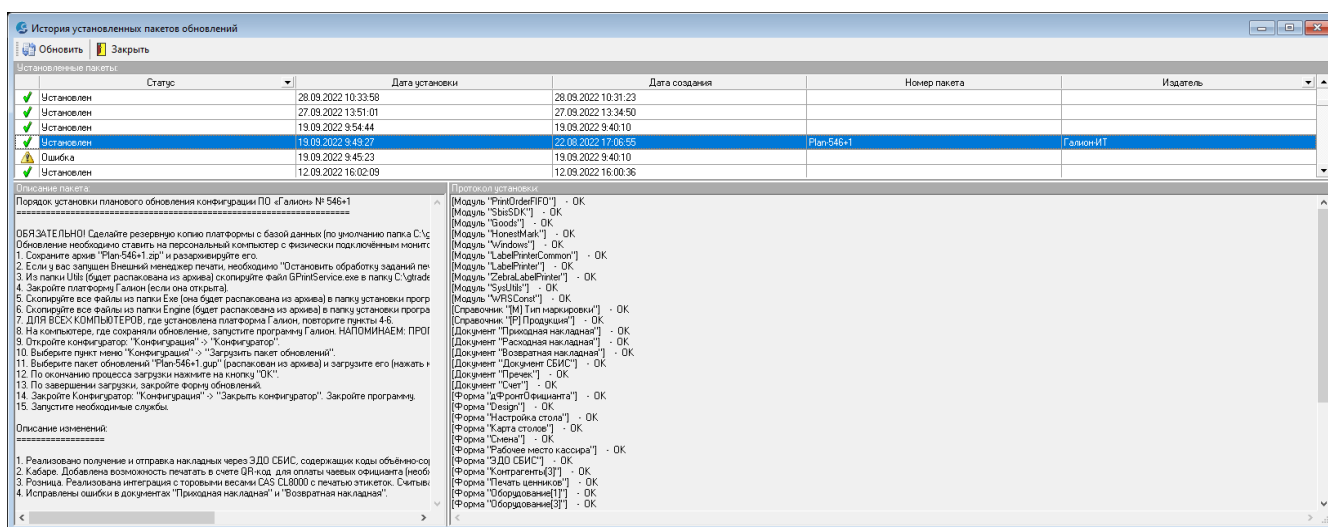 История установленных пакетов обновлений
Обновить Закрыть
Установленные пакеты:
Статус Дата установки Дата создания Номер пакета Издатель
Установлен 28.09.2022 10:33:58 28.09.2022 10:31:23
Установлен 27.09.2022 13:51:01 27.09.2022 13:34:50
Установлен 19.09.2022 9:54:44 19.09.2022 9:40:10
Установлен 19.09.2022 9:49:27 22.08.2022 17:06:55 Plan-546+1 Галион-ИТ
Ошибка 19.09.2022 9:45:23 19.09.2022 9:40:10
Установлен 12.09.2022 16:02:09 12.09.2022 16:00:36
Описание пакета:
Порядок установки планового обновления конфигурации ПО «Галион» № 546+1
======================================================================
ОБЯЗАТЕЛЬНО! Сделайте резервную копию платформы с базой данных (по умолчанию папка C:\g
Обновление необходимо ставить на персональный компьютер с физически подключённым монито
1. Сохраните архив "Plan-546+1.zip" и разархивируйте его.
2. Если у вас запущен Внешний менеджер печати, необходимо "Остановить обработку заданий печ
3. Из папки Utils (будет распакована из архива) скопируйте файл GPrintService.exe в папку C:\gtrade
4. Закройте платформу Галион (если она открыта).
5. Скопируйте все файлы из папки Exe (она будет распакована из архива) в папку установки прогр
6. Скопируйте все файлы из папки Engine (будет распакован из архива) в папку установки програ
7. ДЛЯ ВСЕХ КОМПЬЮТЕРОВ, где установлена платформа Галион, повторите пункты 4-6.
8. На компьютере, где сохраняли обновление, запустите программу Галион. НАПОМИНАЕМ: ПРОГ
9. Откройте конфигуратор: "Конфигурация" -> "Конфигуратор".
10. Выберите пункт меню "Конфигурация" -> "Загрузить пакет обновлений".
11. Выберите пакет обновлений "Plan-546+1.gup" (распакован из архива) и загрузите его (нажать н
12. По окончанию процесса загрузки нажмите на кнопку "ОК".
13. По завершении загрузки, закройте форму обновлений.
14. Закройте Конфигуратор: "Конфигурация" -> "Закрыть конфигуратор". Закройте программу.
15. Запустите необходимые службы.
Описание изменений:
==================
1. Реализовано получение и отправка накладных через ЭДО СБИС, содержащих коды объёмно-сор
2. Кабаре. Добавлена возможность печатать в счете QR-код для оплаты чаевых официанта (необх
3. Розница. Реализована интеграция с торовыми весами CAS CL8000 с печатью этикеток. Считыва
4. Исправлены ошибки в документах "Приходная накладная" и "Возвратная накладная".
Протокол установки:
[Модуль "PrintOrderFIFO"] - OK
[Модуль "SbisSDK"] - OK
[Модуль "Goods"] - OK
[Модуль "HonestMark"] - OK
[Модуль "Windows"] - OK
[Модуль "LabelPrinterCommon"] - OK
[Модуль "LabelPrinter"] - OK
[Модуль "ZebraLabelPrinter"] - OK
[Модуль "SysUtils"] - OK
[Модуль "WRSConst"] - OK
[Справочник "[М] Тип маркировки"] - OK
[Справочник "[Р] Продукция"] - OK
[Документ "Приходная накладная"] - OK
[Документ "Расходная накладная"] - OK
[Документ "Возвратная накладная"] - OK
[Документ "Документ СБИС"] - OK
[Документ "Пречек"] - OK
[Документ "Счет"] - OK
[Форма "дФронтОфицианта"] - OK
[Форма "Design"] - OK
[Форма "Настройка стола"] - OK
[Форма "Карта столов"] - OK
[Форма "Смена"] - OK
[Форма "Рабочее место кассира"] - OK
[Форма "ЭДО СБИС"] - OK
[Форма "Контрагенты[3]"] - OK
[Форма "Печать ценников"] - OK
[Форма "Оборудование[1]"] - OK
[Форма "Оборудование[3]"] - OK